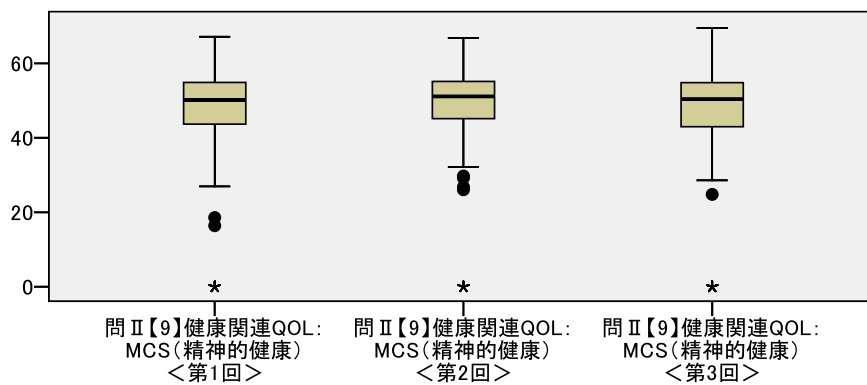 60
40
20
0
問Ⅱ【9】健康関連QOL:
MCS(精神的健康)
<第1回>
問Ⅱ【9】健康関連QOL:
MCS(精神的健康)
<第2回>
問Ⅱ【9】健康関連QOL:
MCS(精神的健康)
<第3回>